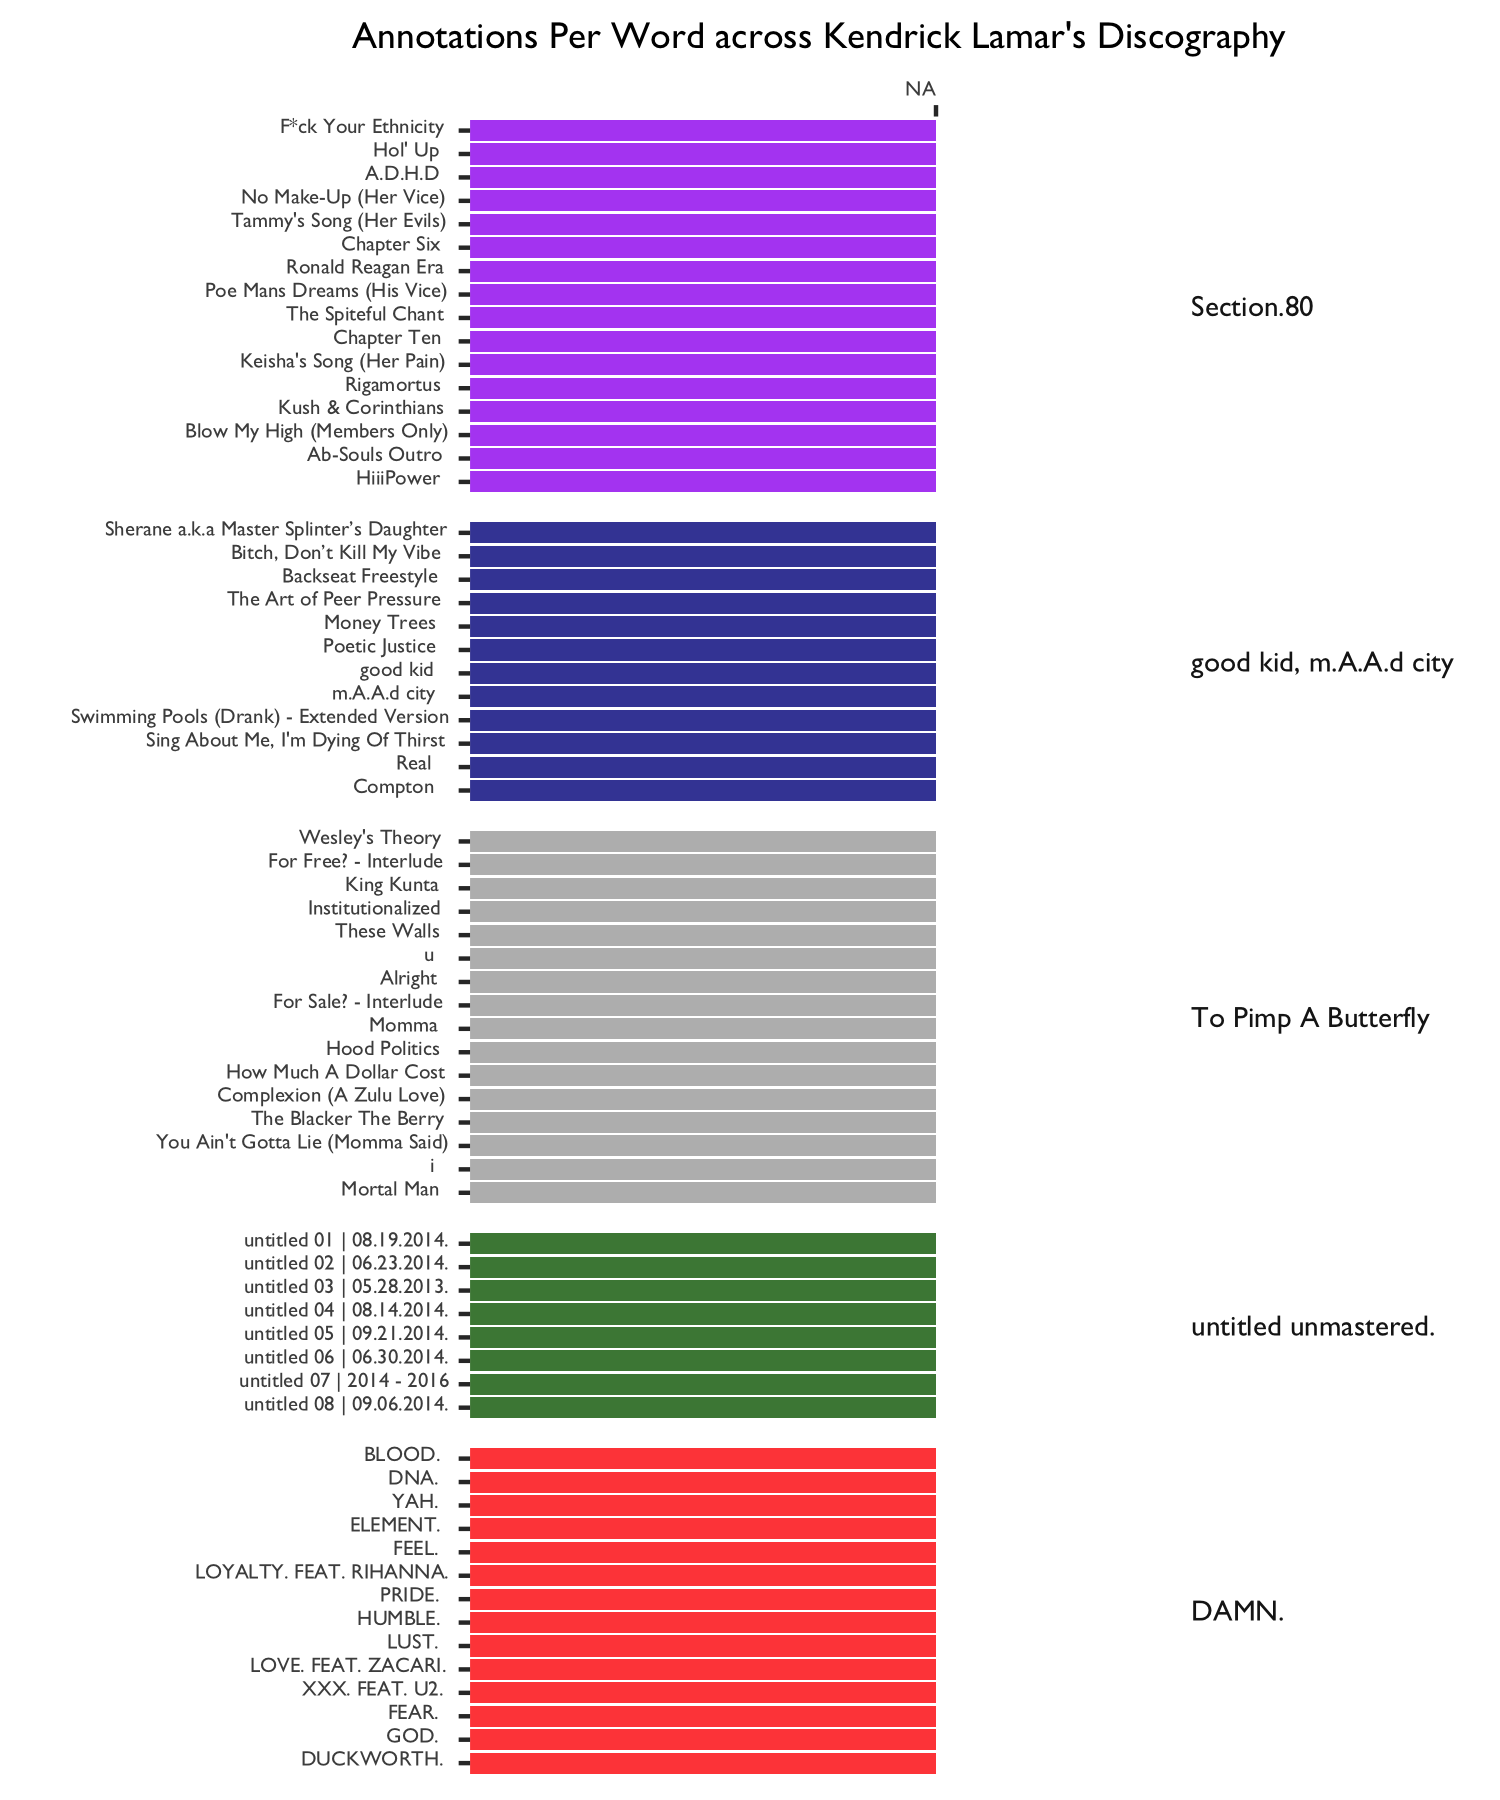 Annotations Per Word across Kendrick Lamar's Discography
NA
F*ck Your Ethnicity
Hol' Up
A.D.H.D
No Make-Up (Her Vice)
Tammy's Song (Her Evils)
Chapter Six
Ronald Reagan Era
Poe Mans Dreams (His Vice)
The Spiteful Chant
Chapter Ten
Keisha's Song (Her Pain)
Rigamortus
Kush & Corinthians
Blow My High (Members Only)
Ab-Souls Outro
HiiiPower
Section.80
Sherane a.k.a Master Splinter’s Daughter
Bitch, Don’t Kill My Vibe
Backseat Freestyle
The Art of Peer Pressure
Money Trees
Poetic Justice
good kid
m.A.A.d city
Swimming Pools (Drank) - Extended Version
Sing About Me, I'm Dying Of Thirst
Real
Compton
good kid, m.A.A.d city
Wesley's Theory
For Free? - Interlude
King Kunta
Institutionalized
These Walls
u
Alright
For Sale? - Interlude
Momma
Hood Politics
How Much A Dollar Cost
Complexion (A Zulu Love)
The Blacker The Berry
You Ain't Gotta Lie (Momma Said)
i
Mortal Man
To Pimp A Butterfly
untitled 01 | 08.19.2014.
untitled 02 | 06.23.2014.
untitled 03 | 05.28.2013.
untitled 04 | 08.14.2014.
untitled 05 | 09.21.2014.
untitled 06 | 06.30.2014.
untitled 07 | 2014 - 2016
untitled 08 | 09.06.2014.
untitled unmastered.
BLOOD.
DNA.
YAH.
ELEMENT.
FEEL.
LOYALTY. FEAT. RIHANNA.
PRIDE.
HUMBLE.
LUST.
LOVE. FEAT. ZACARI.
XXX. FEAT. U2.
FEAR.
GOD.
DUCKWORTH.
DAMN.